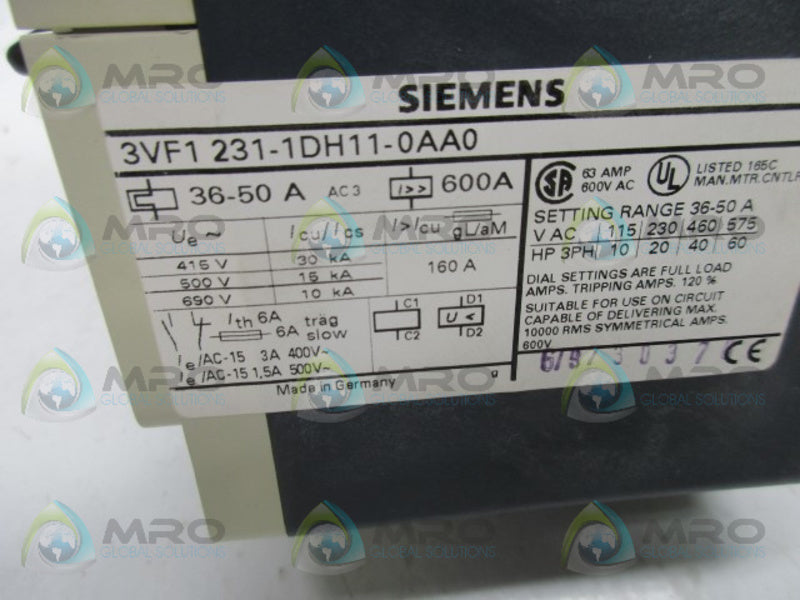 SIEMENS
3VF1 231-1DH11-0AA0
36-50 A AC 3 I>> 600A
Ue ~ Icu/Ics I>Icu gL/aM
415 V 30 kA
500 V 15 kA 160 A
690 V 10 kA
Ith 6A träg
6A slow
C1 D1
U <
C2 D2
Ie/AC-15 3A 400V~
Ie/AC-15 1,5A 500V~
Made in Germany g
SA 63 AMP
600V AC
UL LISTED 165C
MAN.MTR.CNTLR
SETTING RANGE 36-50 A
V AC 115 230 460 575
HP 3PH 10 20 40 60
DIAL SETTINGS ARE FULL LOAD
AMPS. TRIPPING AMPS. 120 %
SUITABLE FOR USE ON CIRCUIT
CAPABLE OF DELIVERING MAX.
10000 RMS SYMMETRICAL AMPS.
600V
CE
MRO
GLOBAL SOLUTIONS